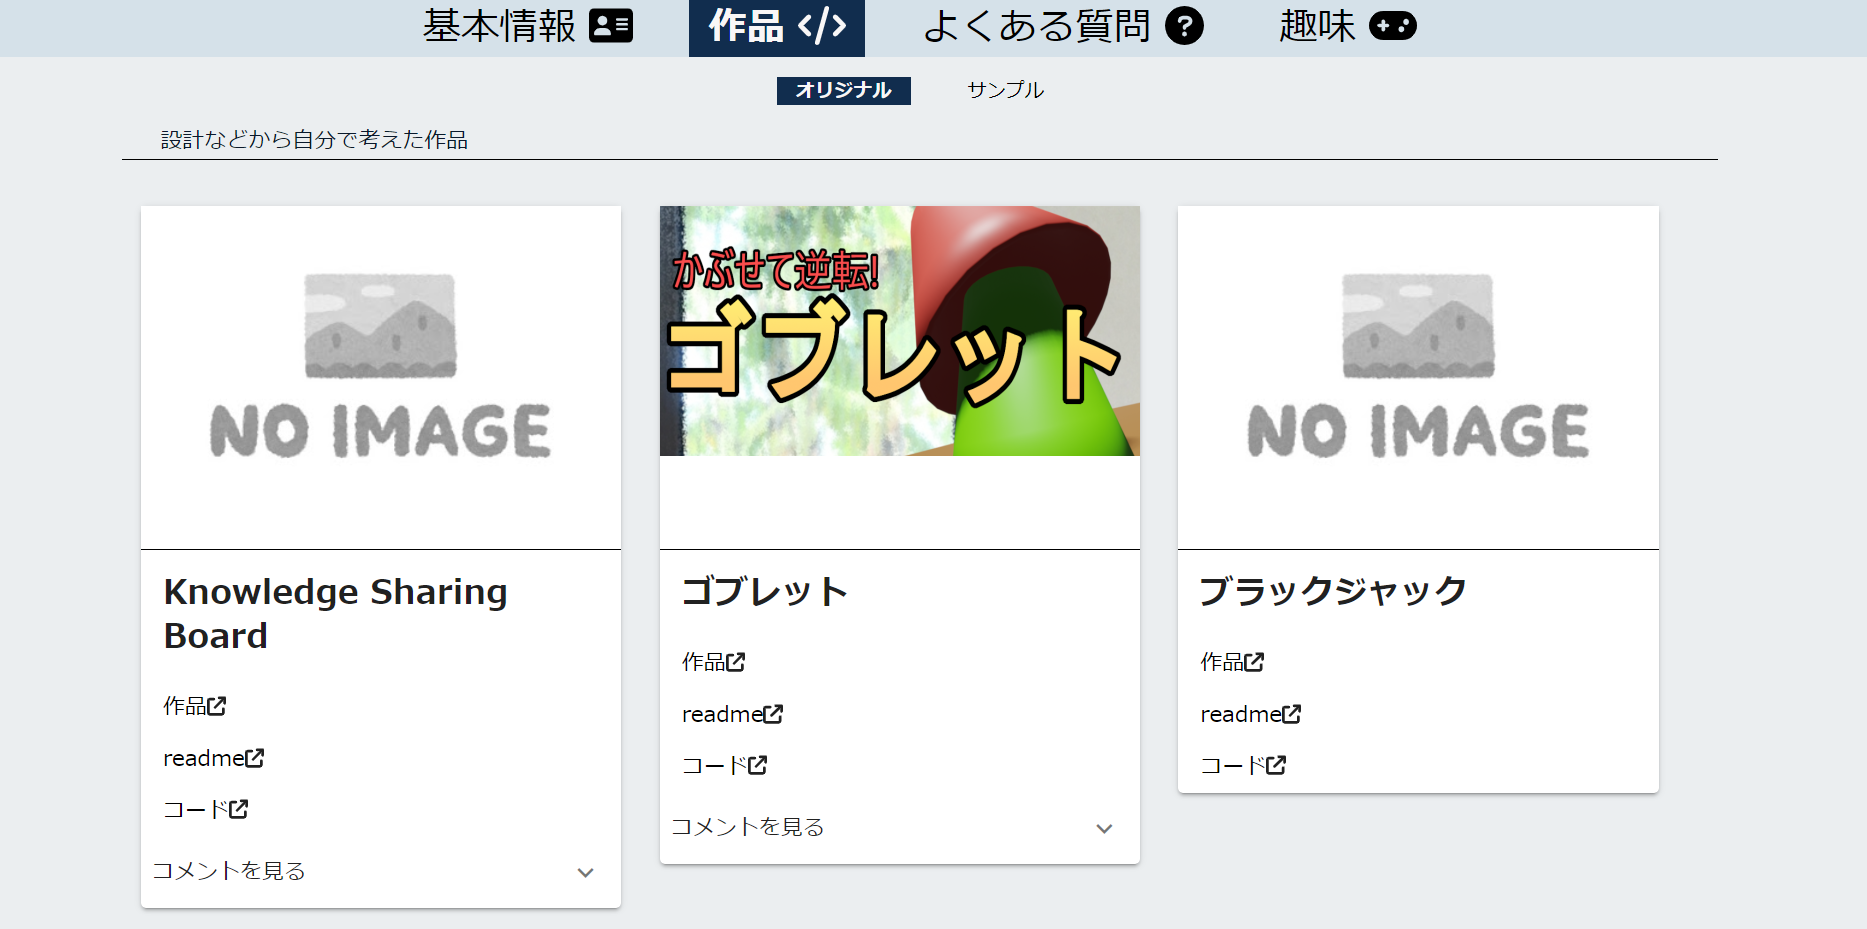 基本情報
作品
よくある質問
趣味
オリジナル
サンプル
設計などから自分で考えた作品
NO IMAGE
かぶせて逆転!
ゴブレット
NO IMAGE
Knowledge Sharing
Board
作品
readme
コード
コメントを見る
ゴブレット
作品
readme
コード
コメントを見る
ブラックジャック
作品
readme
コード